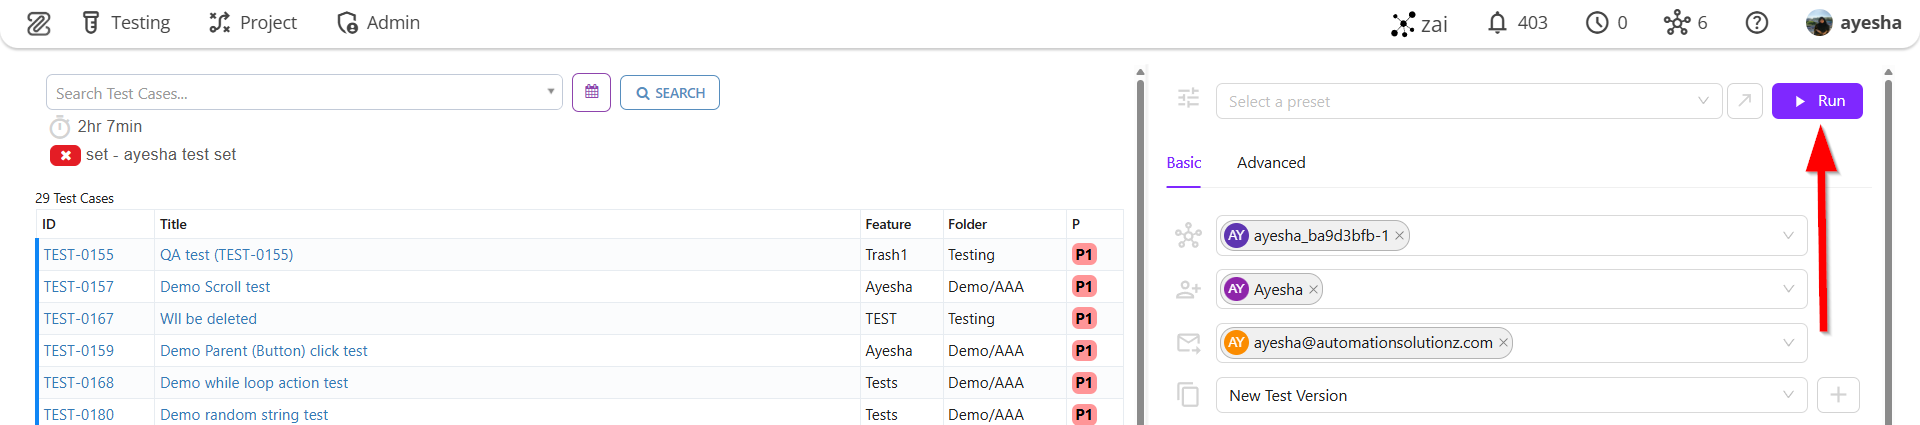 Testing Project Admin zai 403 0 6 ayesha
Search Test Cases... SEARCH
2hr 7min
set - ayesha test set
29 Test Cases
ID Title Feature Folder P
TEST-0155 QA test (TEST-0155) Trash1 Testing P1
TEST-0157 Demo Scroll test Ayesha Demo/AAA P1
TEST-0167 WIl be deleted TEST Testing P1
TEST-0159 Demo Parent (Button) click test Ayesha Demo/AAA P1
TEST-0168 Demo while loop action test Tests Demo/AAA P1
TEST-0180 Demo random string test Tests Demo/AAA P1
Select a preset Run
Basic Advanced
AY ayesha_ba9d3bfb-1
AY Ayesha
AY ayesha@automationsolutionz.com
New Test Version